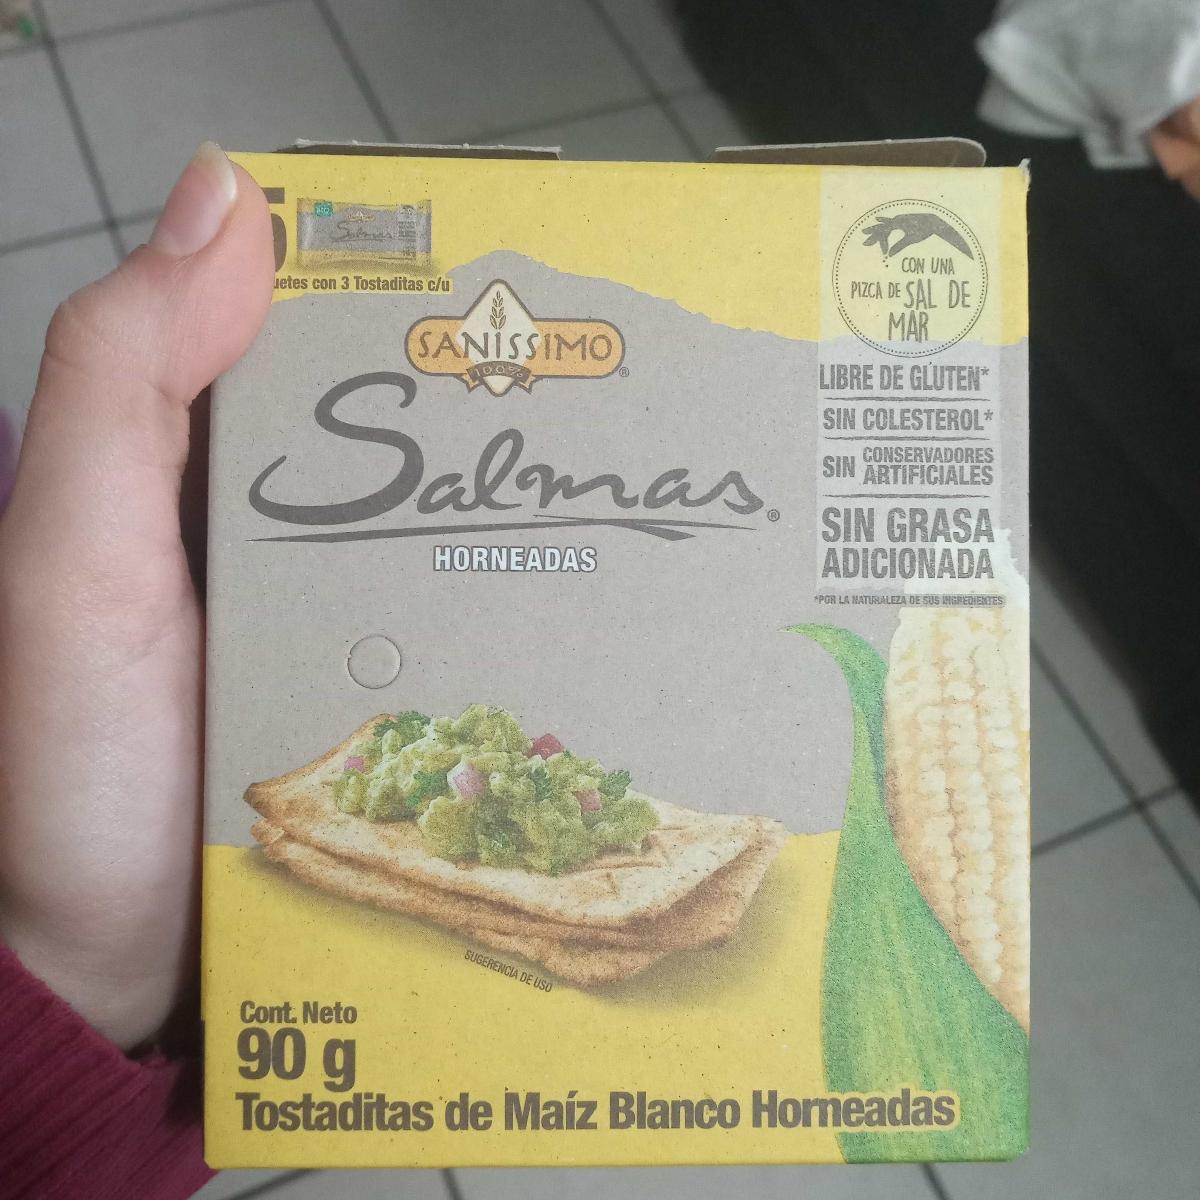 5
Salmas
uetes con 3 Tostaditas c/u
CON UNA
PIZCA DE SAL DE
MAR
SANISSIMO
100%
®
LIBRE DE GLUTEN*
SIN COLESTEROL*
SIN CONSERVADORES
ARTIFICIALES
Salmas®
SIN GRASA
ADICIONADA
HORNEADAS
*POR LA NATURALEZA DE SUS INGREDIENTES
SUGERENCIA DE USO
Cont. Neto
90 g
Tostaditas de Maíz Blanco Horneadas